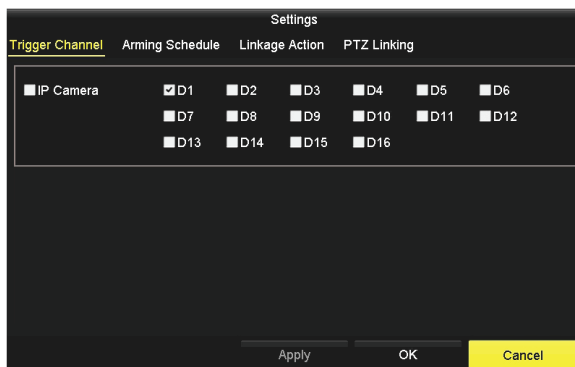 Settings
Trigger Channel Arming Schedule Linkage Action PTZ Linking
IP Camera D1 D2 D3 D4 D5 D6
D7 D8 D9 D10 D11 D12
D13 D14 D15 D16
Apply OK Cancel